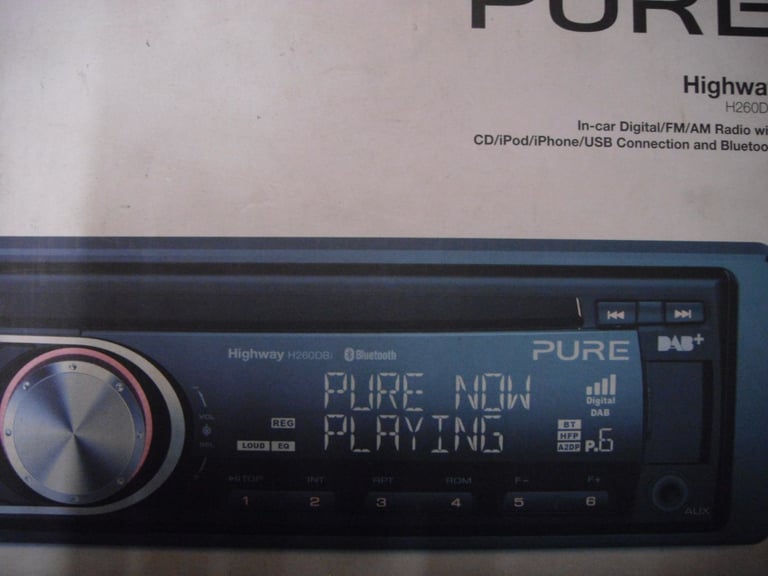 PURE
Highwa
H260D
In-car Digital/FM/AM Radio wi
CD/iPod/iPhone/USB Connection and Bluetoo
DAB+
Highway H260DBi Bluetooth PURE
PURE NOW
Digital
DAB
VOL
SEL
REG
LOUD EQ
PLAYING
BT
HFP
A2DP
P.6
STOP INT RPT RDM F- F+
1 2 3 4 5 6
AUX